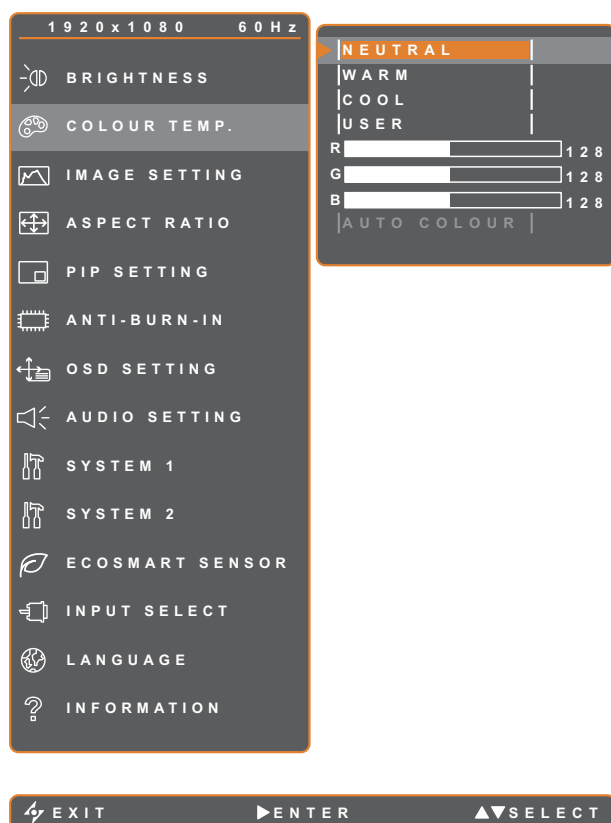 1920x1080 60Hz
BRIGHTNESS
COLOUR TEMP.
IMAGE SETTING
ASPECT RATIO
PIP SETTING
ANTI-BURN-IN
OSD SETTING
AUDIO SETTING
SYSTEM 1
SYSTEM 2
ECOSMART SENSOR
INPUT SELECT
LANGUAGE
INFORMATION
NEUTRAL
WARM
COOL
USER
R 128
G 128
B 128
AUTO COLOUR
EXIT ENTER SELECT